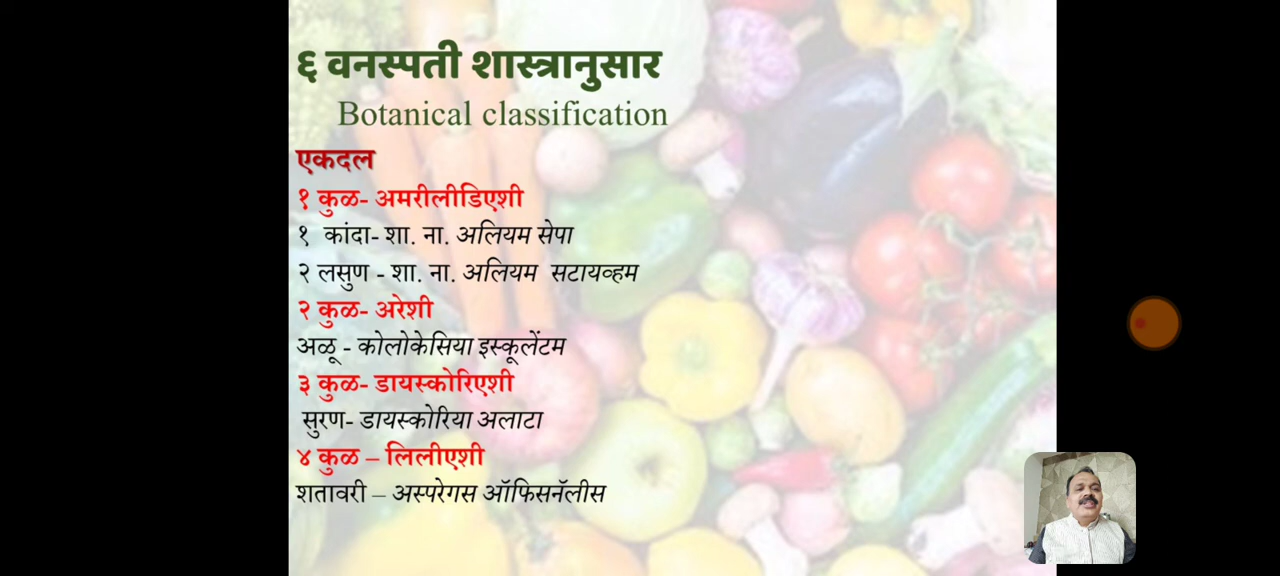 ६ वनस्पती शास्त्रानुसार
Botanical classification
एकदल
१ कुळ- अमरीलीडिएशी
१ कांदा- शा. ना. अलियम सेपा
२ लसुण - शा. ना. अलियम सटायव्हम
२ कुळ- अरेशी
अळू - कोलोकेसिया इस्कूलेंटम
३ कुळ- डायस्कोरिएशी
सुरण- डायस्कोरिया अलाटा
४ कुळ – लिलीएशी
शतावरी – अस्परेगस ऑफिसनॅलीस